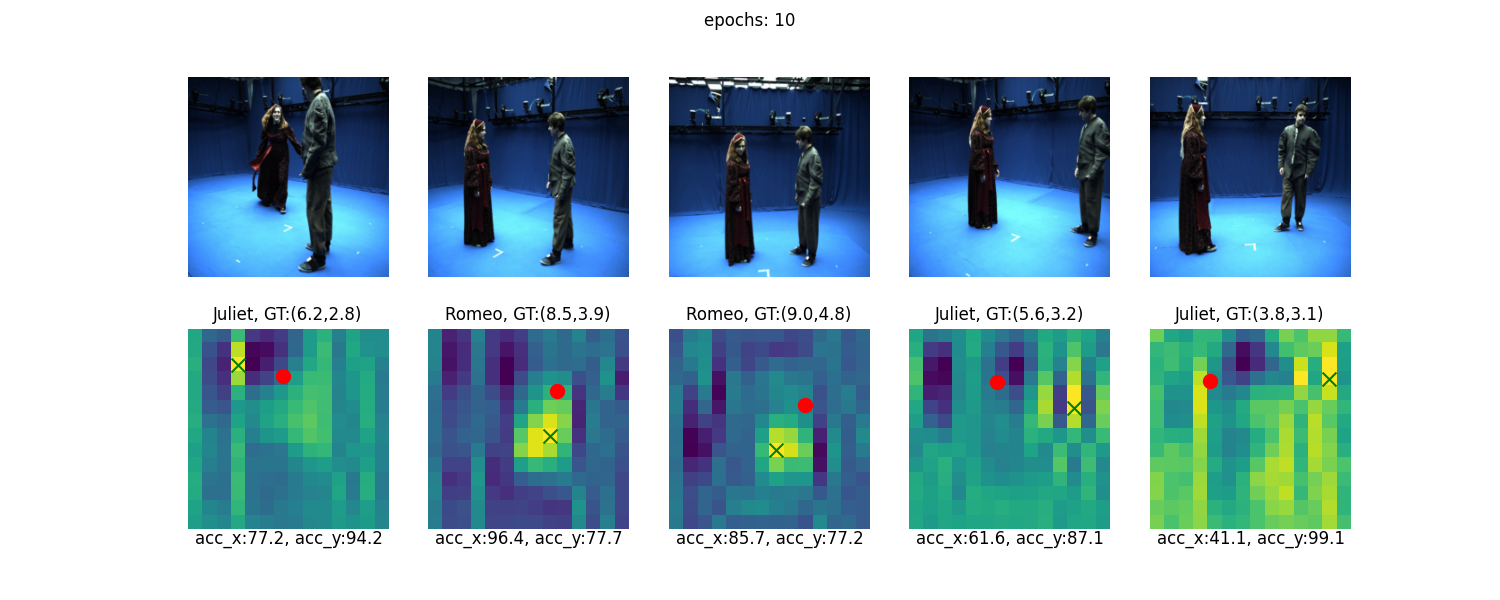 epochs: 10
Juliet, GT:(6.2,2.8)
Romeo, GT:(8.5,3.9)
Romeo, GT:(9.0,4.8)
Juliet, GT:(5.6,3.2)
Juliet, GT:(3.8,3.1)
acc_x:77.2, acc_y:94.2
acc_x:96.4, acc_y:77.7
acc_x:85.7, acc_y:77.2
acc_x:61.6, acc_y:87.1
acc_x:41.1, acc_y:99.1